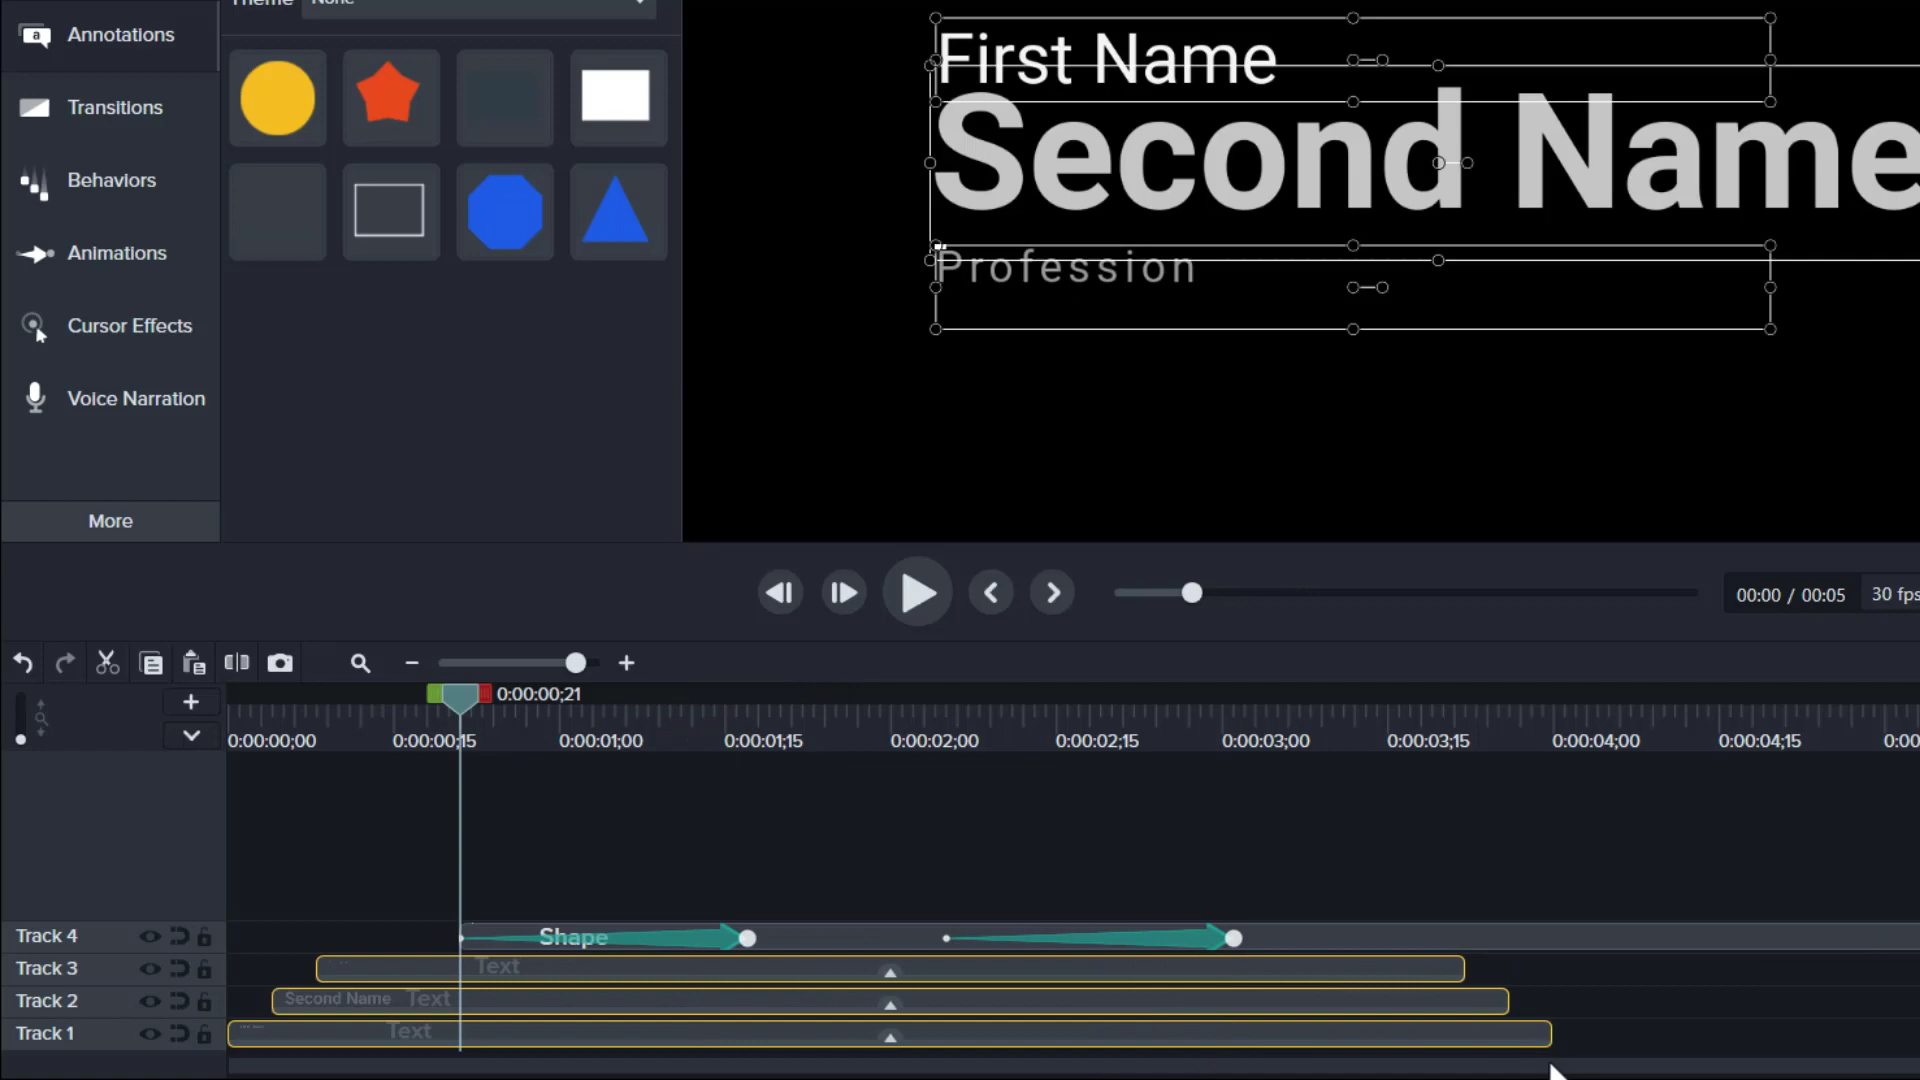 Theme None
a
Annotations
Transitions
Behaviors
Animations
Cursor Effects
Voice Narration
More
First Name
Second Name
Profession
00:00 / 00:05 30 fps
0:00:00;21
0:00:00;00 0:00:00;15 0:00:01;00 0:00:01;15 0:00:02;00 0:00:02;15 0:00:03;00 0:00:03;15 0:00:04;00 0:00:04;15 0:00
Track 4 Shape
Track 3 Text
Track 2 Second Name Text
Track 1 Text